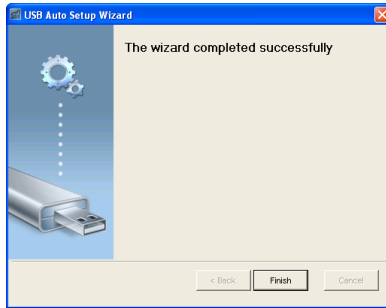 USB Auto Setup Wizard
The wizard completed successfully
< Back
Finish
Cancel